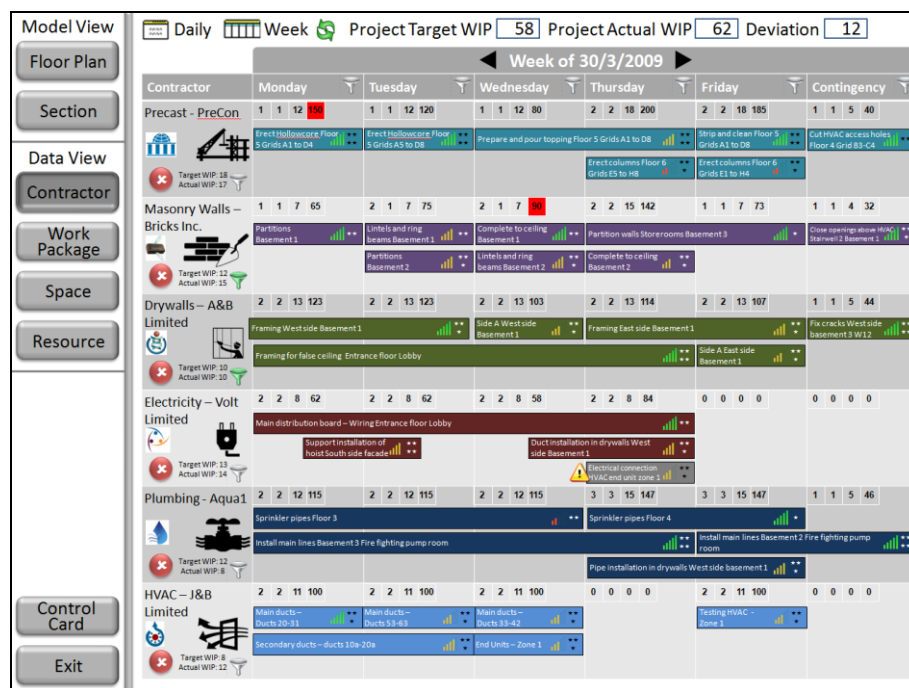 Model View
Daily Week Project Target WIP 58 Project Actual WIP 62 Deviation 12
Floor Plan
Section
Data View
Contractor
Work
Package
Space
Resource
Control
Card
Exit
Week of 30/3/2009
Contractor Monday Tuesday Wednesday Thursday Friday Contingency
Precast - PreCon
1 1 12 150 1 1 12 120 1 1 12 80 2 2 18 200 2 2 18 185 1 1 5 40
Erect Hollowcore Floor
5 Grids A1 to D4
Erect Hollowcore Floor
5 Grids A5 to D8
Prepare and pour topping Floor 5 Grids A1 to D8
Strip and clean Floor 5
Grids A1 to D8
Cut HVAC access holes
Floor 4 Grid B3-C4
Erect columns Floor 6
Grids E5 to H8
Erect columns Floor 6
Grids E1 to H4
Target WIP: 18
Actual WIP: 17
Masonry Walls –
Bricks Inc.
1 1 7 65 2 1 7 75 2 1 7 90 2 2 15 142 1 1 7 73 1 1 4 32
Partitions
Basement 1
Lintels and ring
beams Basement 1
Complete to ceiling
Basement 1
Partition walls Storerooms Basement 3
Close openings above HVAC
Stairwell 2 Basement 1
Partitions
Basement 2
Lintels and ring
beams Basement 2
Complete to ceiling
Basement 2
Target WIP: 12
Actual WIP: 15
Drywalls – A&B
Limited
2 2 13 123 2 2 13 123 2 2 13 103 2 2 13 114 2 2 13 107 1 1 5 44
Framing West side Basement 1
Side A West side
Basement 1
Framing East side Basement 1
Fix cracks West side
basement 3 W12
Framing for false ceiling Entrance floor Lobby
Side A East side
Basement 1
Target WIP: 10
Actual WIP: 10
Electricity – Volt
Limited
2 2 8 62 2 2 8 62 2 2 8 58 2 2 8 84 0 0 0 0 0 0 0 0
Main distribution board – Wiring Entrance floor Lobby
Support installation of
hoist South side facade
Duct installation in drywalls West
side Basement 1
Electrical connection
HVAC end unit zone 1
Target WIP: 13
Actual WIP: 14
Plumbing - Aqua1
2 2 12 115 2 2 12 115 2 2 12 115 3 3 15 147 3 3 15 147 1 1 5 46
Sprinkler pipes Floor 3
Sprinkler pipes Floor 4
Install main lines Basement 3 Fire fighting pump room
Install main lines Basement 2 Fire fighting pump
room
Pipe installation in drywalls West side basement 1
Target WIP: 12
Actual WIP: 8
HVAC – J&B
Limited
2 2 11 100 2 2 11 100 2 2 11 100 0 0 0 0 2 2 11 100 0 0 0 0
Main ducts –
Ducts 20-31
Main ducts –
Ducts 53-63
Main ducts –
Ducts 33-42
Testing HVAC -
Zone 1
Secondary ducts – ducts 10a-20a
End Units – Zone 1
Target WIP: 8
Actual WIP: 12